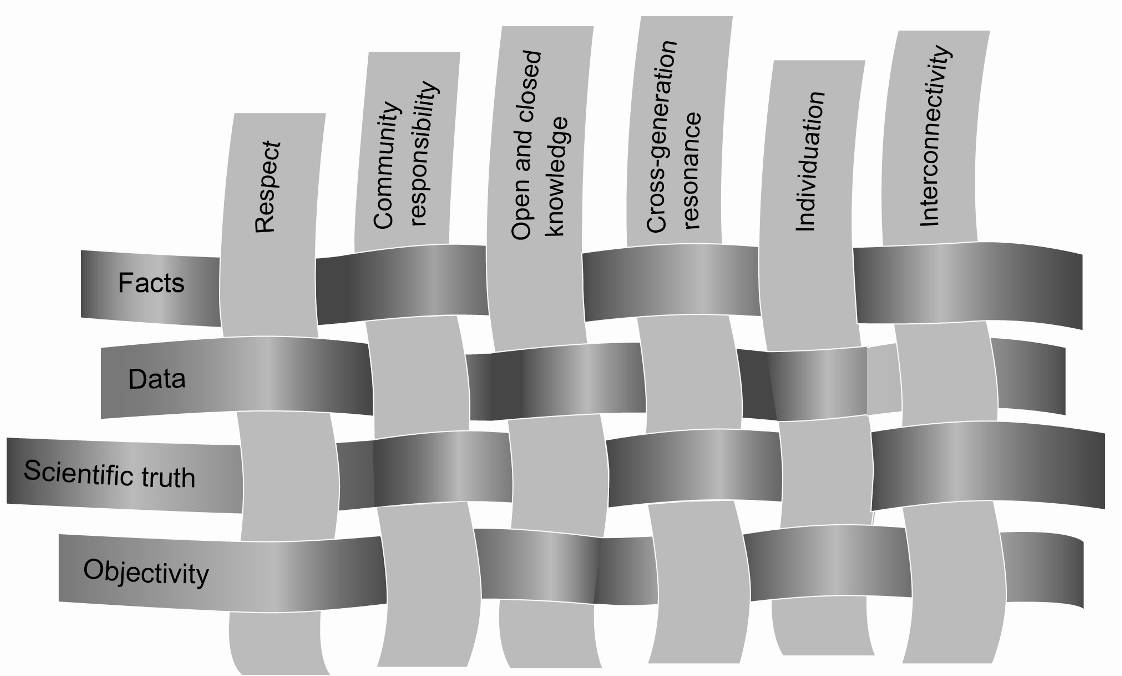 Respect
Community
responsibility
Open and closed
knowledge
Cross-generation
resonance
Individuation
Interconnectivity
Facts
Data
Scientific truth
Objectivity